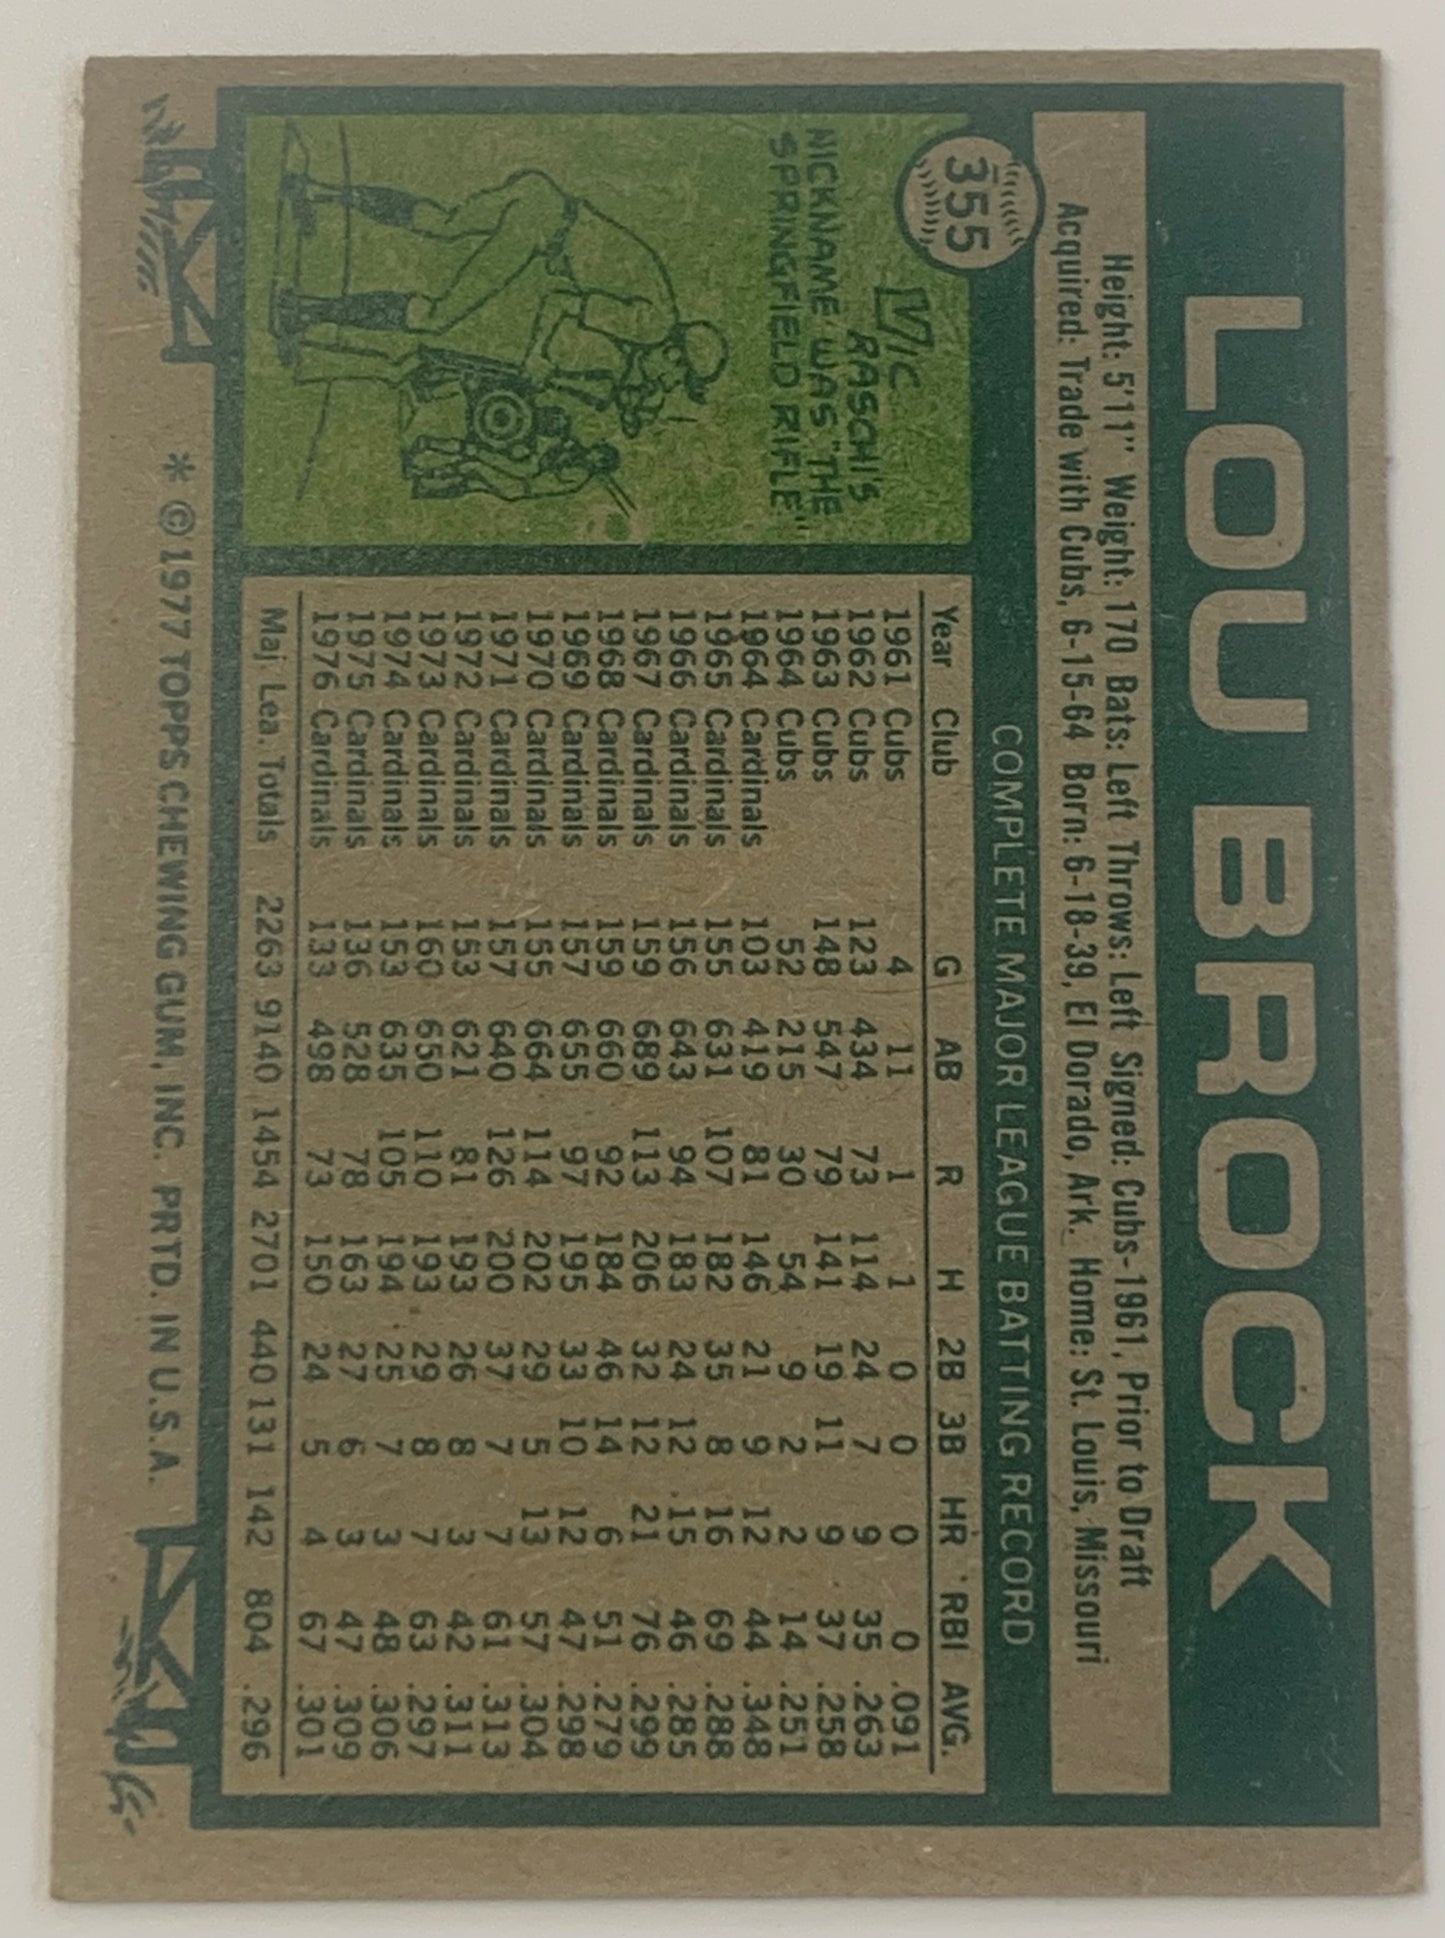 LOU BROCK
Height: 5'11" Weight: 170 Bats: Left Throws: Left Signed: Cubs-1961, Prior to Draft
Acquired: Trade with Cubs, 6-15-64 Born: 6-18-39, El Dorado, Ark. Home: St. Louis, Missouri
355
VIC
RASCHI'S
NICKNAME WAS "THE
SPRINGFIELD RIFLE"
COMPLETE MAJOR LEAGUE BATTING RECORD
Year Club G AB R H 2B 3B HR RBI AVG.
1961 Cubs 4 11 1 1 0 0 0 0 .091
1962 Cubs 123 434 73 114 24 7 9 35 .263
1963 Cubs 148 547 79 141 19 11 9 37 .258
1964 Cubs 52 215 30 54 9 2 2 14 .251
1964 Cardinals 103 419 81 146 21 9 12 44 .348
1965 Cardinals 155 631 107 182 35 8 16 69 .288
1966 Cardinals 156 643 94 183 24 12 15 46 .285
1967 Cardinals 159 689 113 206 32 12 21 76 .299
1968 Cardinals 159 660 92 184 46 14 6 51 .279
1969 Cardinals 157 655 97 195 33 10 12 47 .298
1970 Cardinals 155 664 114 202 29 5 13 57 .304
1971 Cardinals 157 640 126 200 37 7 7 61 .313
1972 Cardinals 153 621 81 193 26 8 3 42 .311
1973 Cardinals 160 650 110 193 29 8 7 63 .297
1974 Cardinals 153 635 105 194 25 7 3 48 .306
1975 Cardinals 136 528 78 163 27 6 3 47 .309
1976 Cardinals 133 498 73 150 24 5 4 67 .301
Maj. Lea. Totals 2263 9140 1454 2701 440 131 142 804 .296
* © 1977 TOPPS CHEWING GUM, INC. PRTD. IN U.S.A.